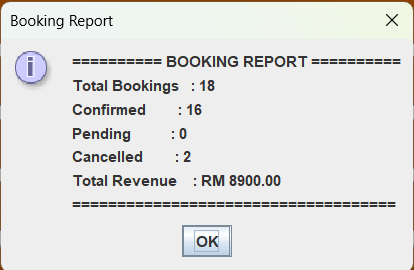 Booking Report
========== BOOKING REPORT ==========
Total Bookings : 18
Confirmed : 16
Pending : 0
Cancelled : 2
Total Revenue : RM 8900.00
====================================
OK